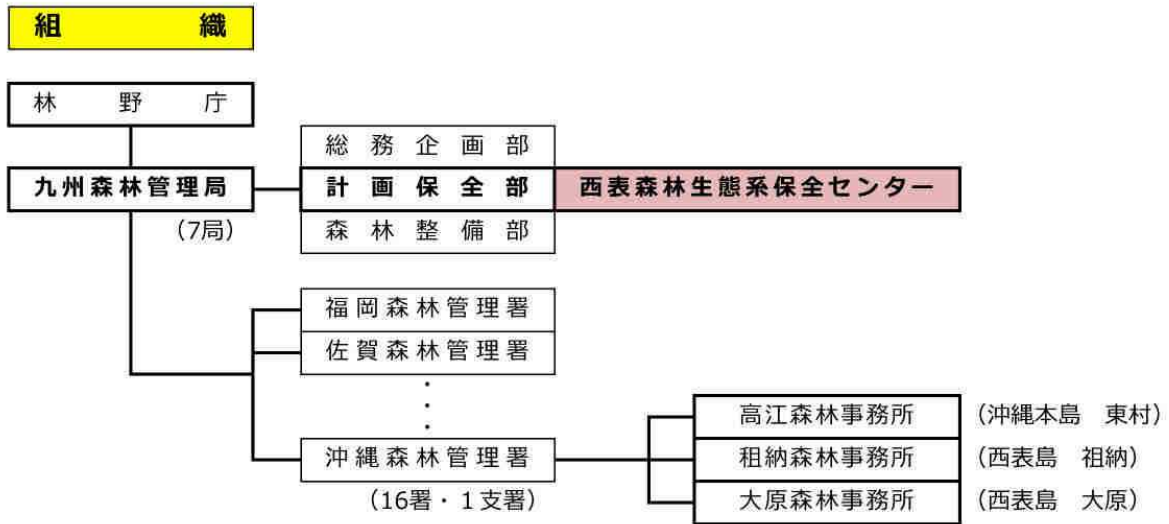 組織
林野庁
総務企画部
九州森林管理局 計画保全部 西表森林生態系保全センター
(7局) 森林整備部
福岡森林管理署
佐賀森林管理署
・
・
・
高江森林事務所 (沖縄本島 東村)
沖縄森林管理署 租納森林事務所 (西表島 祖納)
(16署・1支署) 大原森林事務所 (西表島 大原)